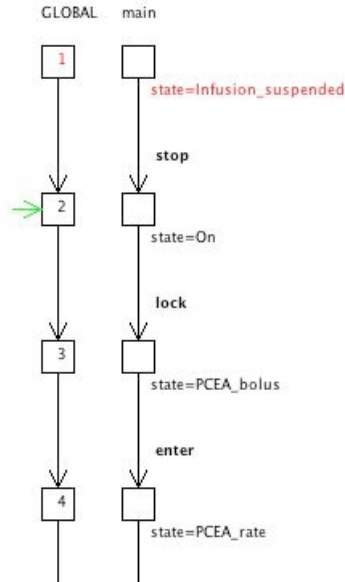 GLOBAL main
1
state=Infusion_suspended
stop
2
state=On
lock
3
state=PCEA_bolus
enter
4
state=PCEA_rate